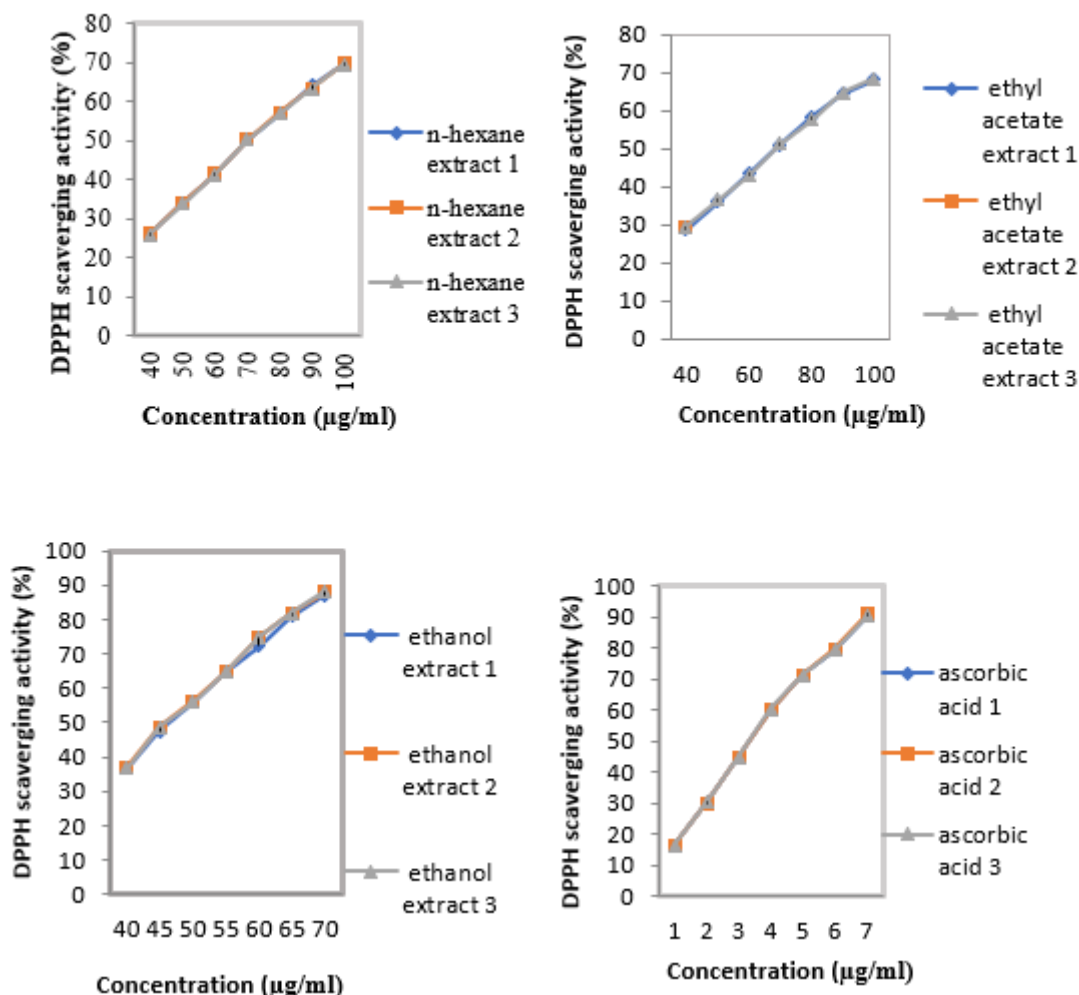 DPPH scaverging activity (%)
80
70
60
50
40
30
20
10
0
40
50
60
70
80
90
100
Concentration (µg/ml)
n-hexane
extract 1
n-hexane
extract 2
n-hexane
extract 3
DPPH scaverging activity (%)
80
70
60
50
40
30
20
10
0
40 60 80 100
Concentration (µg/ml)
ethyl
acetate
extract 1
ethyl
acetate
extract 2
ethyl
acetate
extract 3
DPPH scaverging activity (%)
100
90
80
70
60
50
40
30
20
10
0
40 45 50 55 60 65 70
Concentration (µg/ml)
ethanol
extract 1
ethanol
extract 2
ethanol
extract 3
DPPH scaverging activity (%)
100
90
80
70
60
50
40
30
20
10
0
1 2 3 4 5 6 7
Concentration (µg/ml)
ascorbic
acid 1
ascorbic
acid 2
ascorbic
acid 3